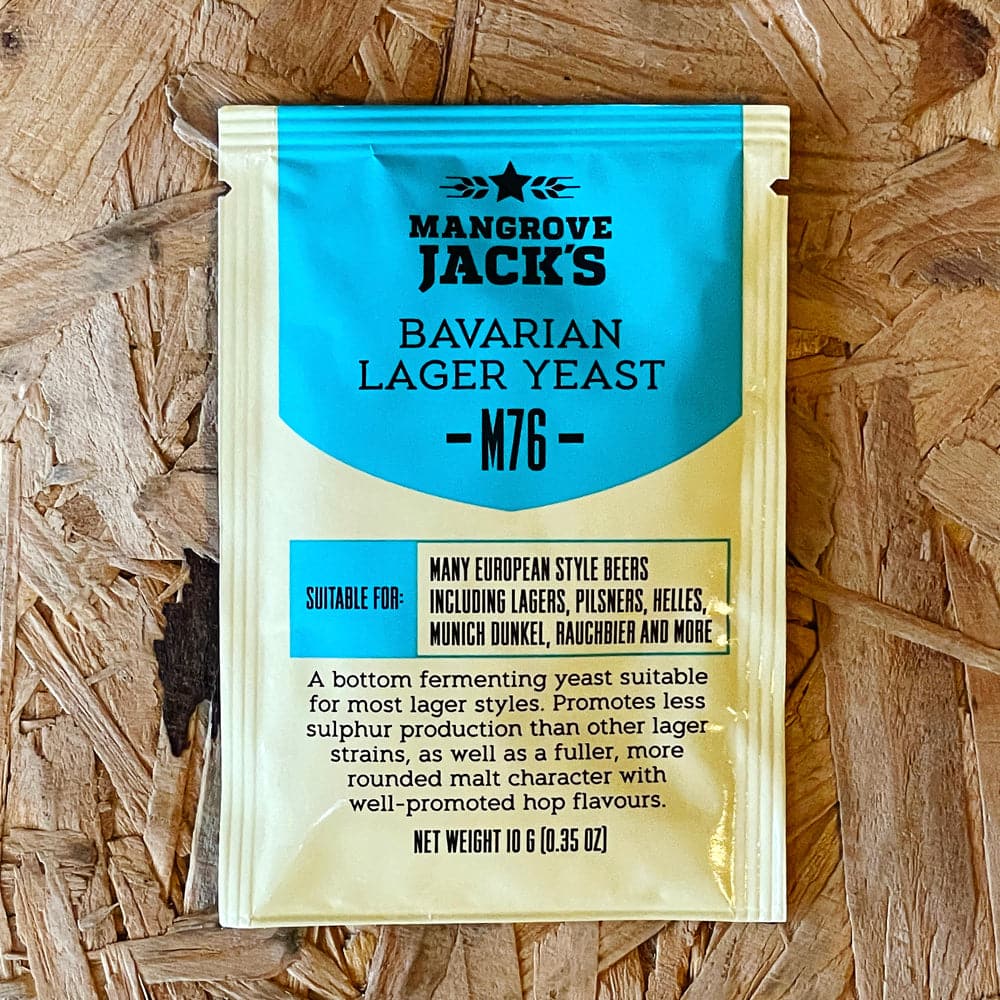 MANGROVE
JACK'S
BAVARIAN
LAGER YEAST
- M76 -
SUITABLE FOR:
MANY EUROPEAN STYLE BEERS
INCLUDING LAGERS, PILSNERS, HELLES,
MUNICH DUNKEL, RAUCHBIER AND MORE
A bottom fermenting yeast suitable
for most lager styles. Promotes less
sulphur production than other lager
strains, as well as a fuller, more
rounded malt character with
well-promoted hop flavours.
NET WEIGHT 10 G (0.35 OZ)